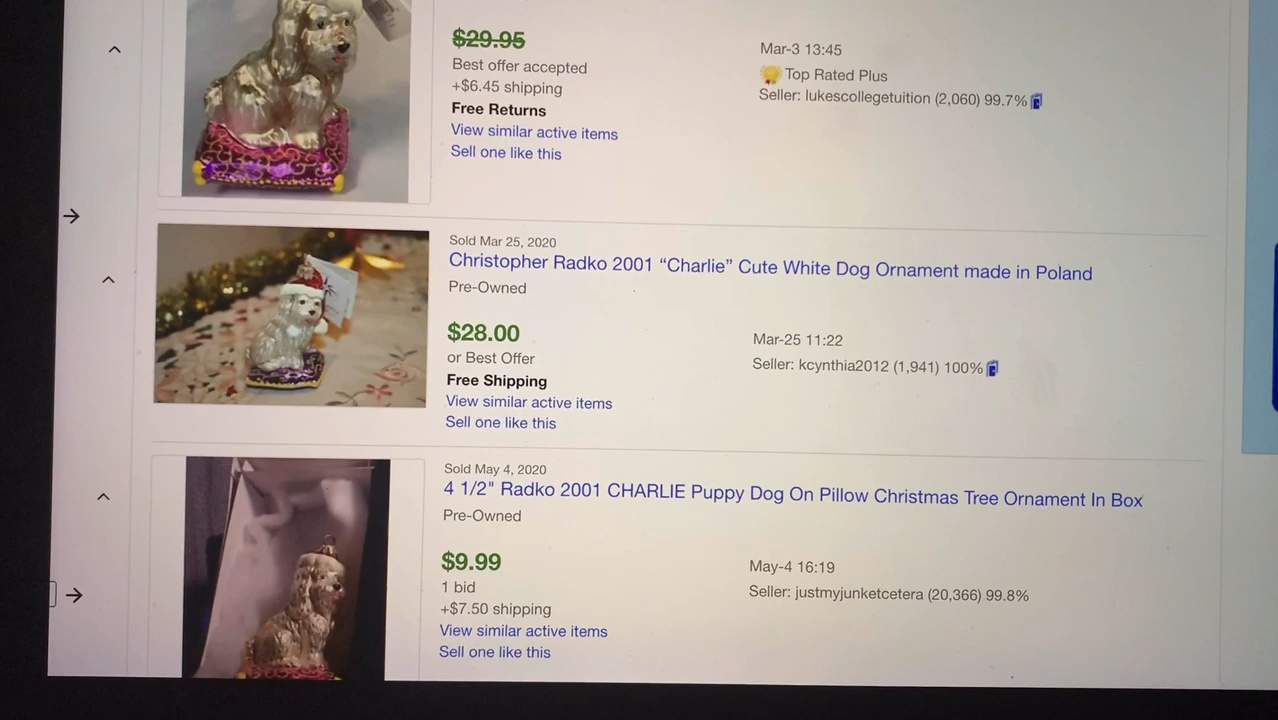 $29.95
Best offer accepted
+$6.45 shipping
Free Returns
View similar active items
Sell one like this
Mar-3 13:45
Top Rated Plus
Seller: lukescollegetuition (2,060) 99.7%
Sold Mar 25, 2020
Christopher Radko 2001 “Charlie” Cute White Dog Ornament made in Poland
Pre-Owned
$28.00
or Best Offer
Free Shipping
View similar active items
Sell one like this
Mar-25 11:22
Seller: kcynthia2012 (1,941) 100%
Sold May 4, 2020
4 1/2" Radko 2001 CHARLIE Puppy Dog On Pillow Christmas Tree Ornament In Box
Pre-Owned
$9.99
1 bid
+$7.50 shipping
View similar active items
Sell one like this
May-4 16:19
Seller: justmyjunketcetera (20,366) 99.8%